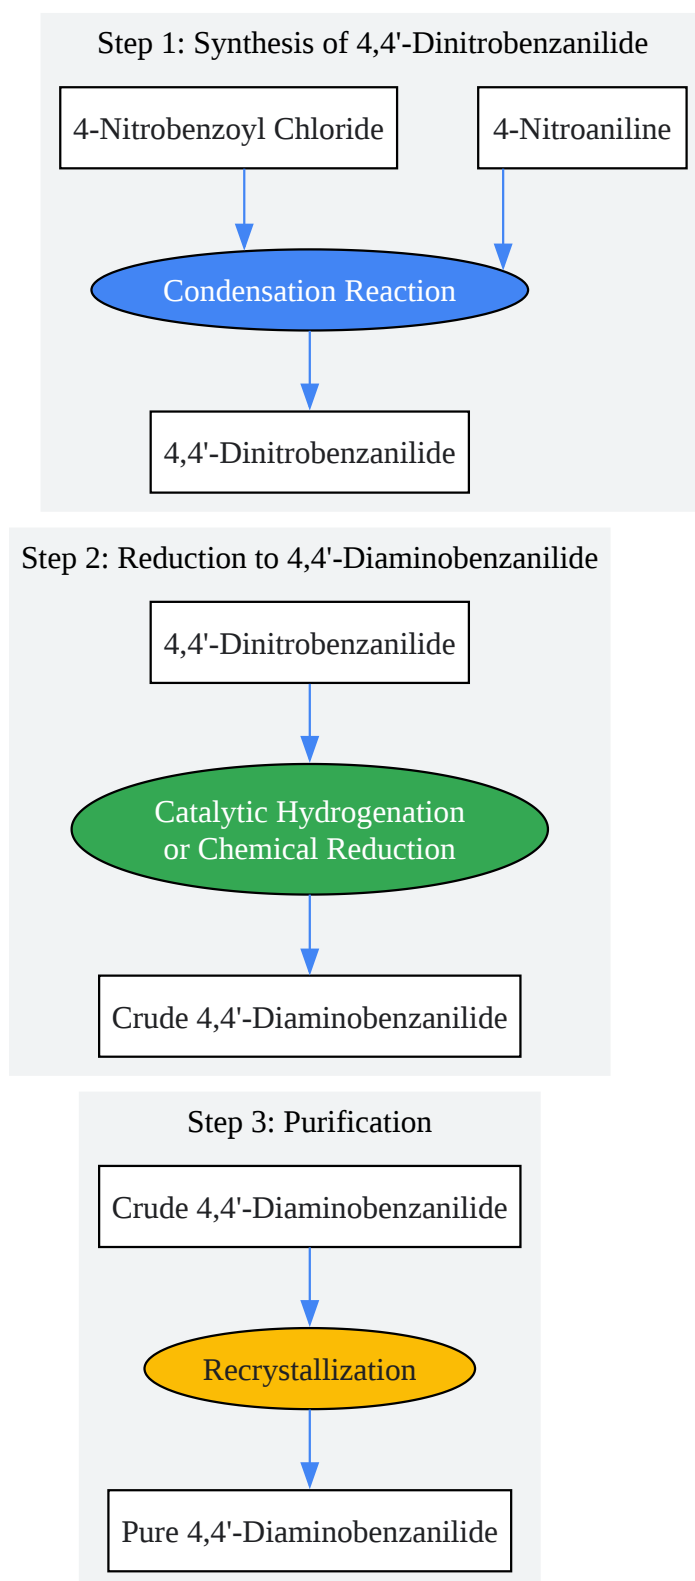 Step 1: Synthesis of 4,4'-Dinitrobenzanilide
4-Nitrobenzoyl Chloride
4-Nitroaniline
Condensation Reaction
4,4'-Dinitrobenzanilide
Step 2: Reduction to 4,4'-Diaminobenzanilide
4,4'-Dinitrobenzanilide
Catalytic Hydrogenation
or Chemical Reduction
Crude 4,4'-Diaminobenzanilide
Step 3: Purification
Crude 4,4'-Diaminobenzanilide
Recrystallization
Pure 4,4'-Diaminobenzanilide